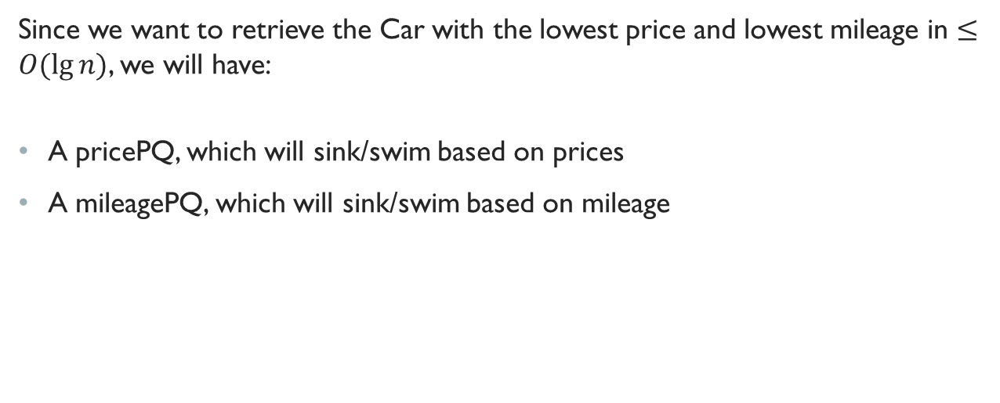 Since we want to retrieve the Car with the lowest price and lowest mileage in ≤
O(lg n), we will have:
• A pricePQ, which will sink/swim based on prices
• A mileagePQ, which will sink/swim based on mileage